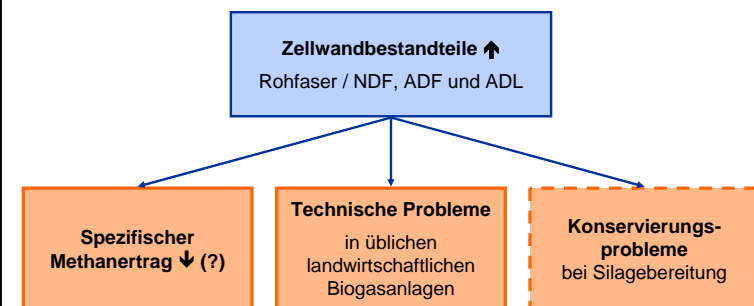 Zellwandbestandteile 🡹
Rohfaser / NDF, ADF und ADL
Spezifischer
Methanertrag 🡻 (?)
Technische Probleme
in üblichen
landwirtschaftlichen
Biogasanlagen
Konservierungs-
probleme
bei Silagebereitung